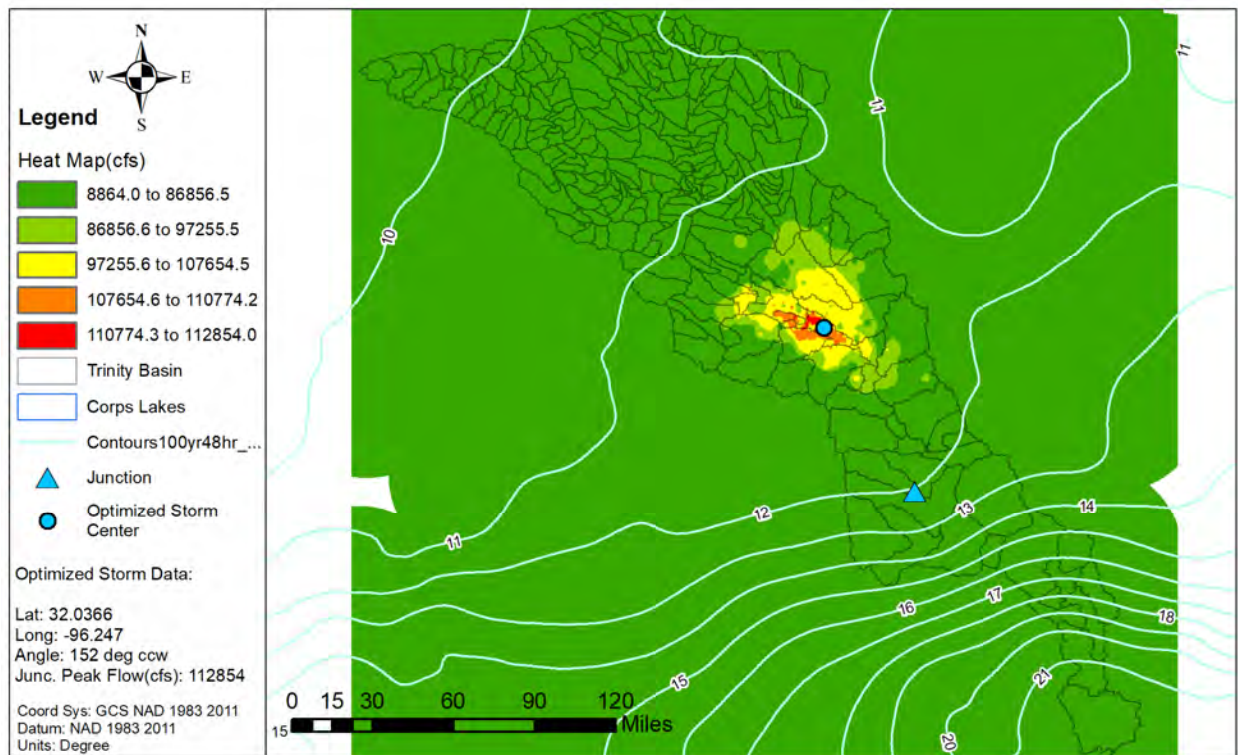 N
W E
S
Legend
Heat Map(cfs)
8864.0 to 86856.5
86856.6 to 97255.5
97255.6 to 107654.5
107654.6 to 110774.2
110774.3 to 112854.0
Trinity Basin
Corps Lakes
Contours100yr48hr_...
Junction
Optimized Storm
Center
Optimized Storm Data:
Lat: 32.0366
Long: -96.247
Angle: 152 deg ccw
Junc. Peak Flow(cfs): 112854
Coord Sys: GCS NAD 1983 2011
Datum: NAD 1983 2011
Units: Degree
11
11
10
12
13
14
11
16
17
18
15
21
20
15
0 15 30 60 90 120
Miles